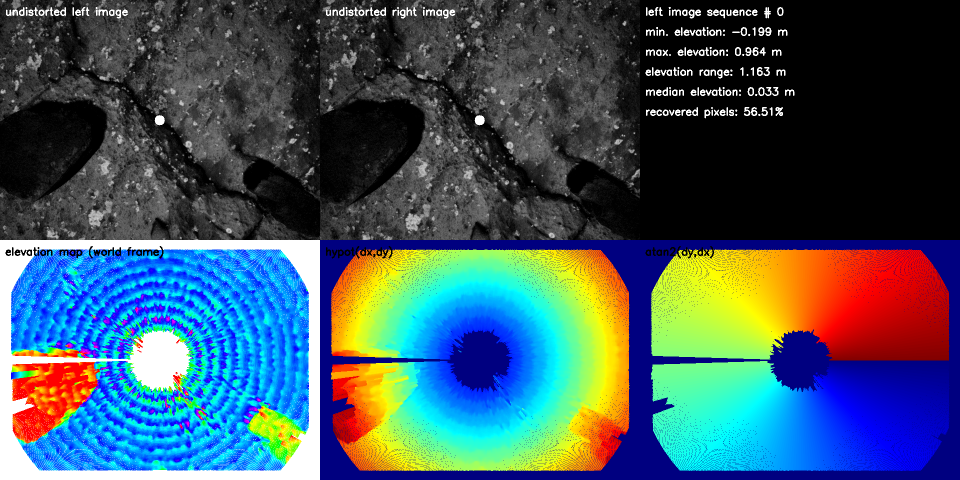 undistorted left image
undistorted right image
left image sequence # 0
min. elevation: -0.199 m
max. elevation: 0.964 m
elevation range: 1.163 m
median elevation: 0.033 m
recovered pixels: 56.51%
elevation map (world frame)
hypot(dx,dy)
atan2(dy,dx)